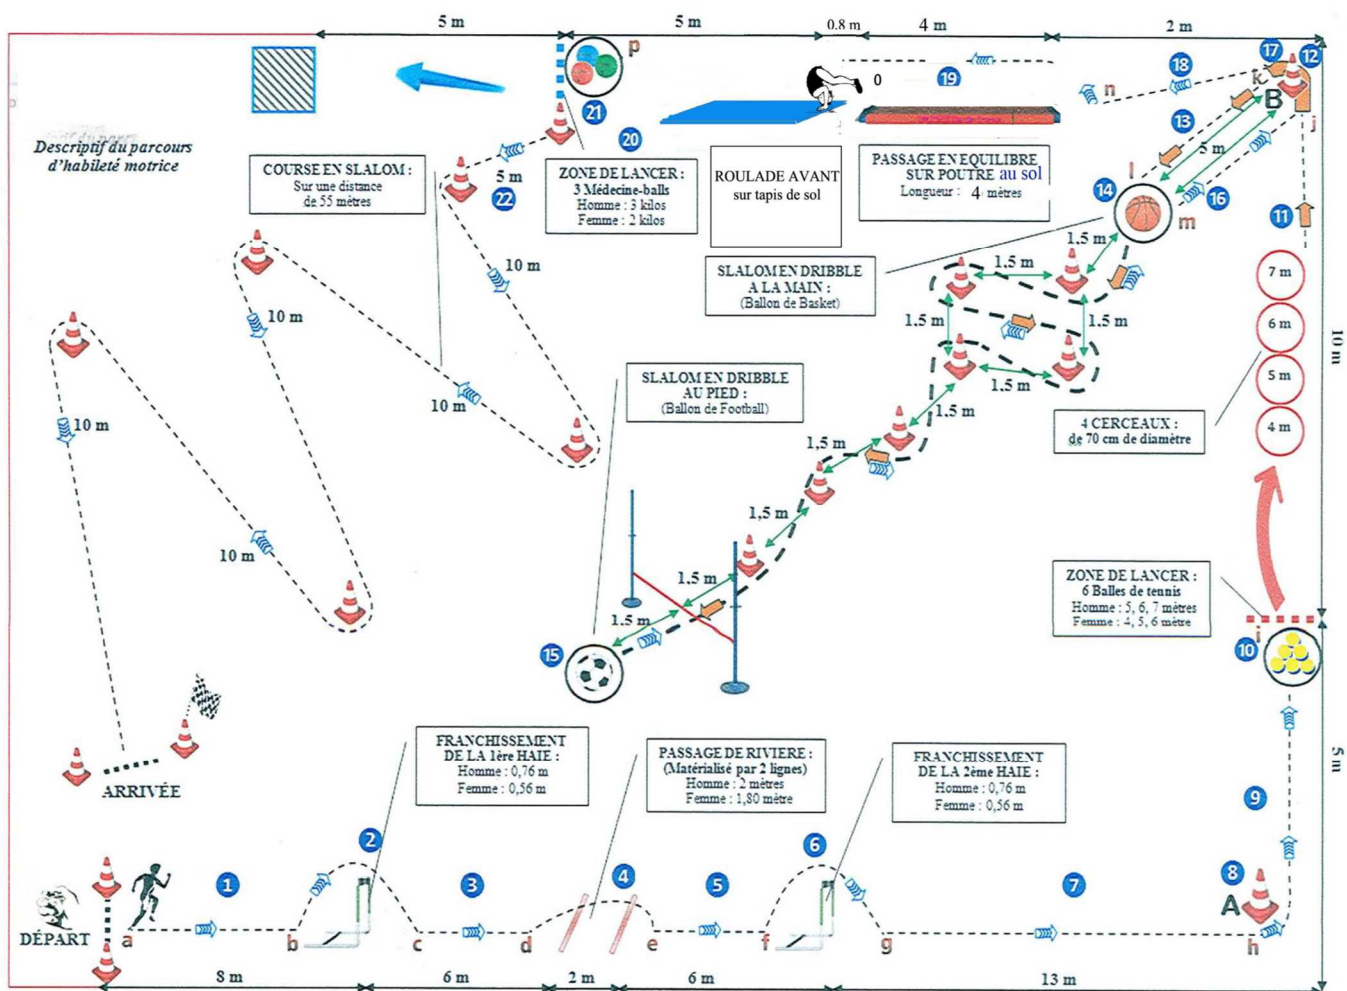 5 m
5 m
0.8 m
4 m
2 m
Descriptif du parcours
d'habileté motrice
p
21
20
0
19
n
18
17
12
k
B
j
13
5 m
16
11
l
14
m
COURSE EN SLALOM :
Sur une distance
de 55 mètres
5 m
22
ZONE DE LANCER :
3 Médecine-balls
Homme : 3 kilos
Femme : 2 kilos
ROULADE AVANT
sur tapis de sol
PASSAGE EN EQUILIBRE
SUR POUTRE au sol
Longueur : 4 mètres
SLALOM EN DRIBBLE
A LA MAIN :
(Ballon de Basket)
1.5 m
1.5 m
1.5 m
1.5 m
1.5 m
1.5 m
7 m
6 m
5 m
4 m
10 m
10 m
10 m
10 m
10 m
10 m
SLALOM EN DRIBBLE
AU PIED :
(Ballon de Football)
4 CERCEAUX :
de 70 cm de diamètre
1,5 m
1,5 m
1.5 m
1.5 m
15
ZONE DE LANCER :
6 Balles de tennis
Homme : 5, 6, 7 mètres
Femme : 4, 5, 6 mètre
i
10
5 m
9
ARRIVÉE
FRANCHISSEMENT
DE LA 1ère HAIE :
Homme : 0,76 m
Femme : 0,56 m
PASSAGE DE RIVIERE :
(Matérialisé par 2 lignes)
Homme : 2 mètres
Femme : 1,80 mètre
FRANCHISSEMENT
DE LA 2ème HAIE :
Homme : 0,76 m
Femme : 0,56 m
DÉPART
1
2
3
4
5
6
7
8
A
a
b
c
d
e
f
g
h
8 m
6 m
2 m
6 m
13 m